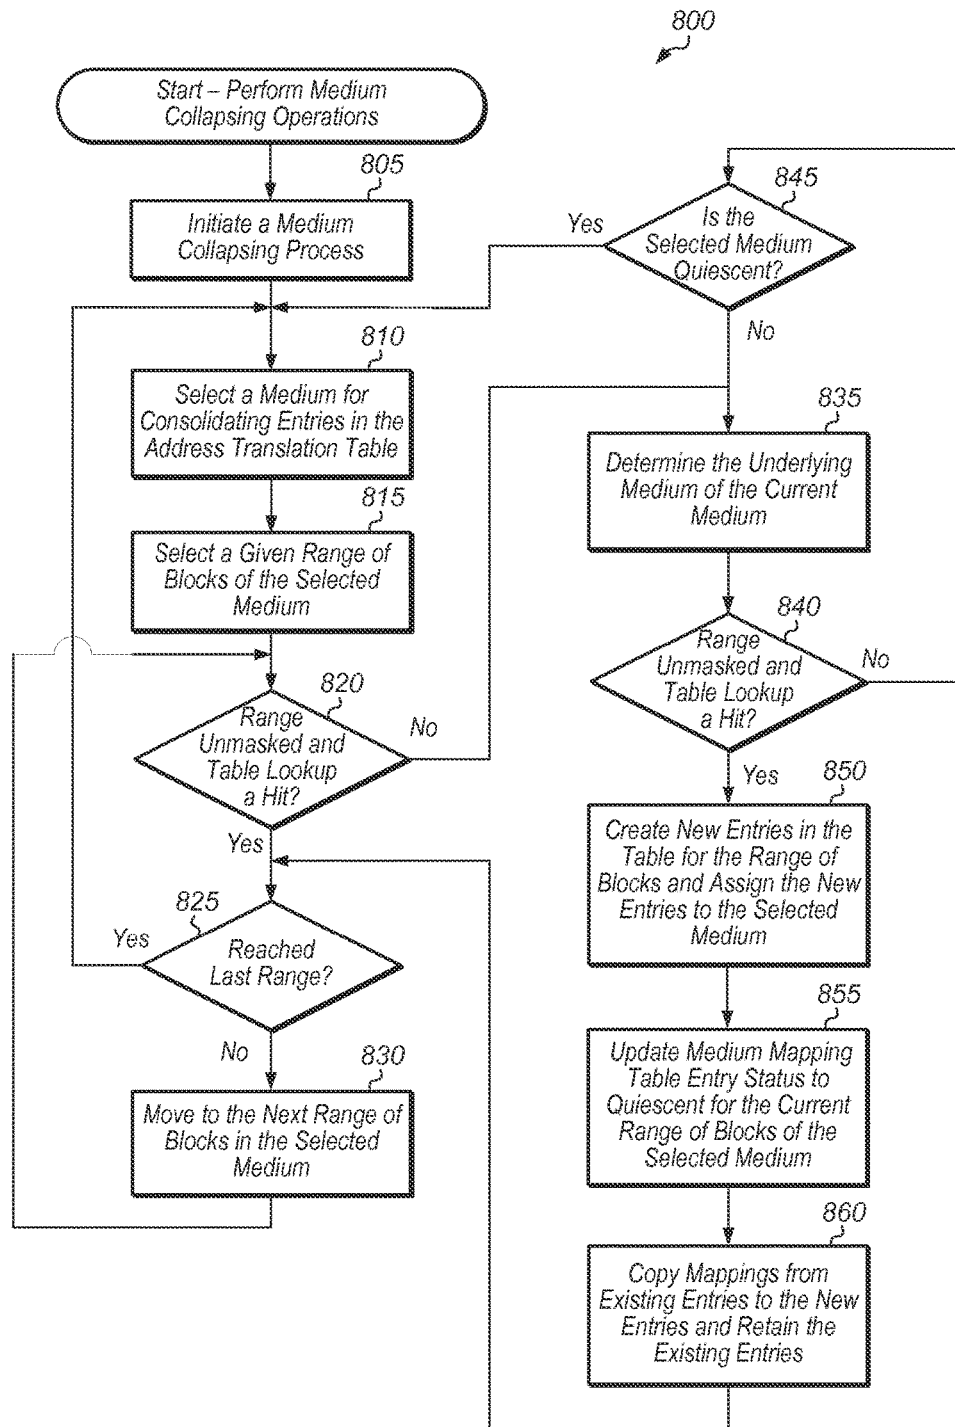 800
Start – Perform Medium
Collapsing Operations
805
Initiate a Medium
Collapsing Process
810
Select a Medium for
Consolidating Entries in the
Address Translation Table
815
Select a Given Range of
Blocks of the Selected
Medium
820
Range
Unmasked and
Table Lookup
a Hit?
No
Yes
825
Yes
Reached
Last Range?
No
830
Move to the Next Range of
Blocks in the Selected
Medium
845
Yes
Is the
Selected Medium
Quiescent?
No
835
Determine the Underlying
Medium of the Current
Medium
840
Range
Unmasked and
Table Lookup
a Hit?
No
Yes
850
Create New Entries in the
Table for the Range of
Blocks and Assign the New
Entries to the Selected
Medium
855
Update Medium Mapping
Table Entry Status to
Quiescent for the Current
Range of Blocks of the
Selected Medium
860
Copy Mappings from
Existing Entries to the New
Entries and Retain the
Existing Entries